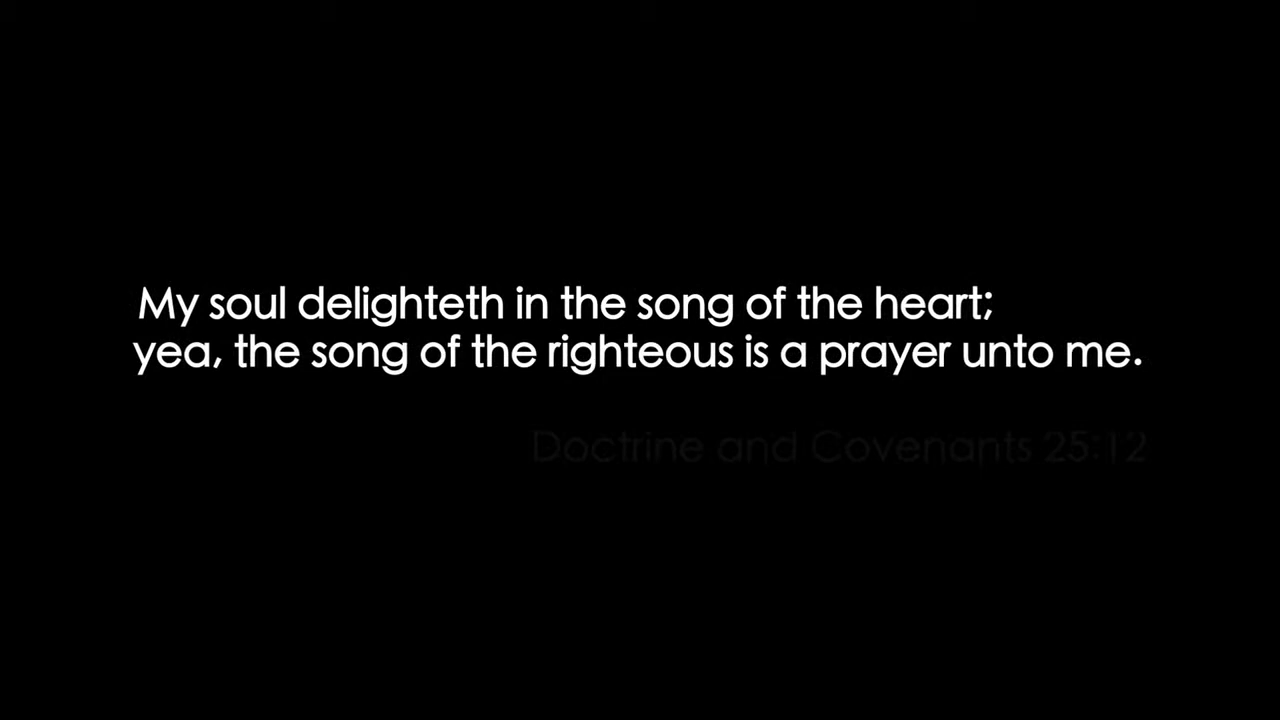 My soul delighteth in the song of the heart;
yea, the song of the righteous is a prayer unto me.
Doctrine and Covenants 25:12